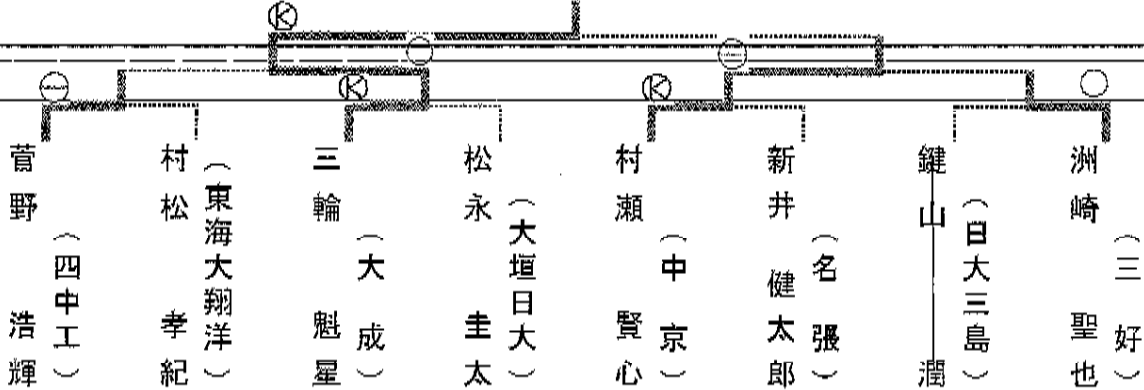 洲崎 聖也 (三好)
鍵山 潤 (日大三島)
新井 健太郎 (名張)
村瀬 賢心 (中京)
松永 圭太 (大垣日大)
三輪 魁星 (大成)
村松 孝紀 (東海大翔洋)
菅野 浩輝 (四中工)
Ⓚ
Ⓚ
Ⓚ